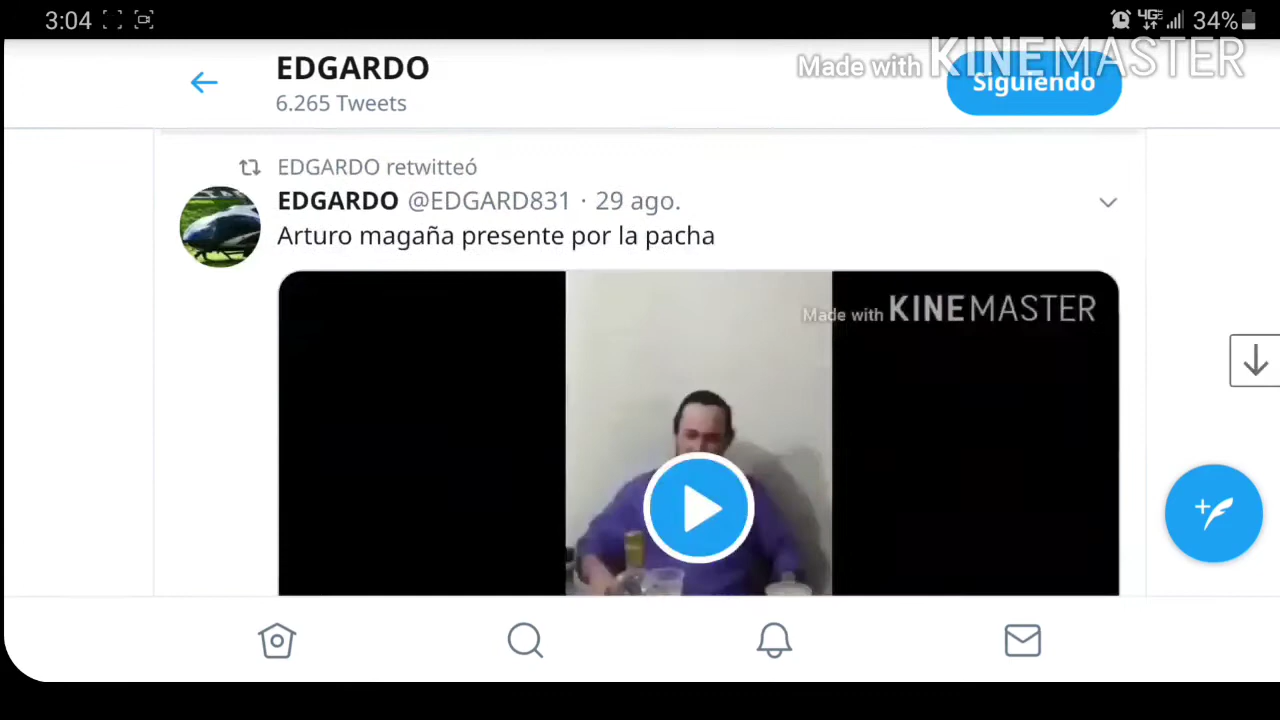 3:04
4GE 34%
Made with KINEMASTER
EDGARDO
6.265 Tweets
Siguiendo
EDGARDO retwitteó
EDGARDO @EDGARD831 · 29 ago.
Arturo magaña presente por la pacha
Made with KINEMASTER